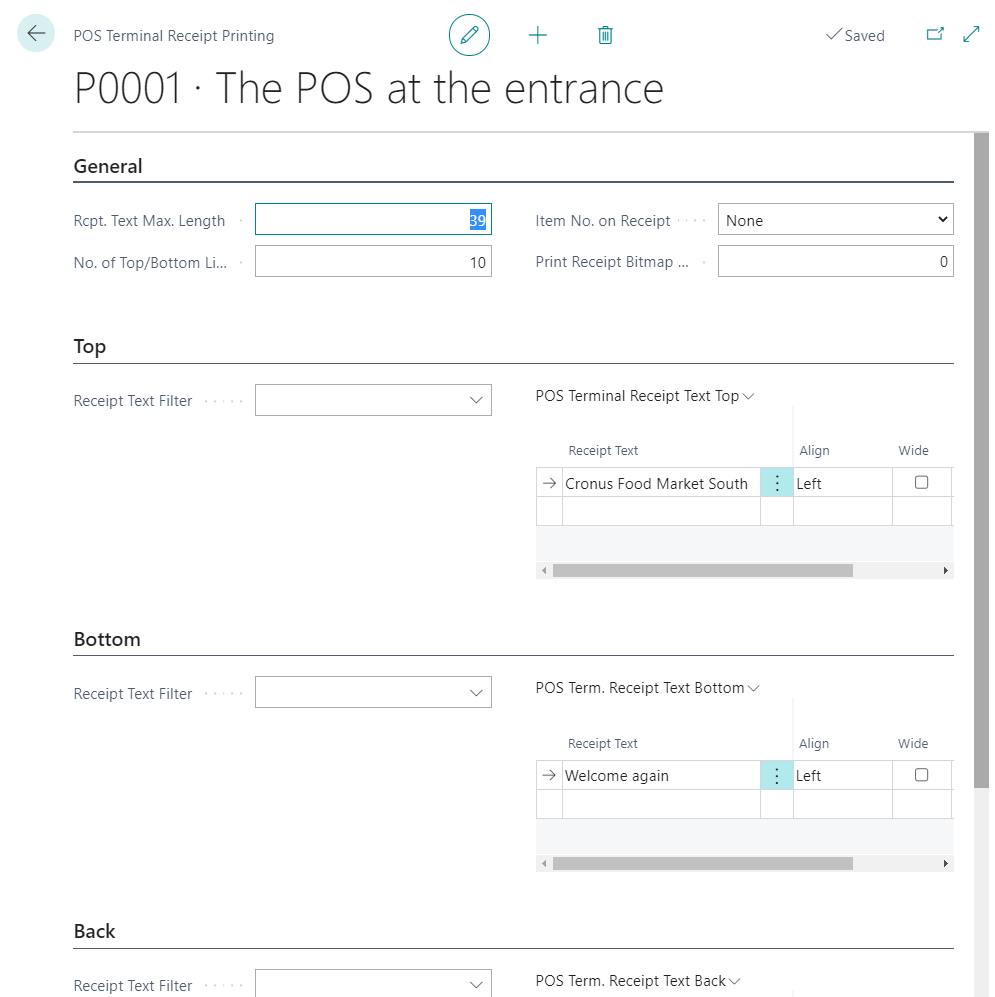 POS Terminal Receipt Printing
Saved
P0001 · The POS at the entrance
General
Rcpt. Text Max. Length 39
Item No. on Receipt None
No. of Top/Bottom Li... 10
Print Receipt Bitmap ... 0
Top
Receipt Text Filter
POS Terminal Receipt Text Top
Receipt Text Align Wide
Cronus Food Market South Left
Bottom
Receipt Text Filter
POS Term. Receipt Text Bottom
Receipt Text Align Wide
Welcome again Left
Back
Receipt Text Filter
POS Term. Receipt Text Back